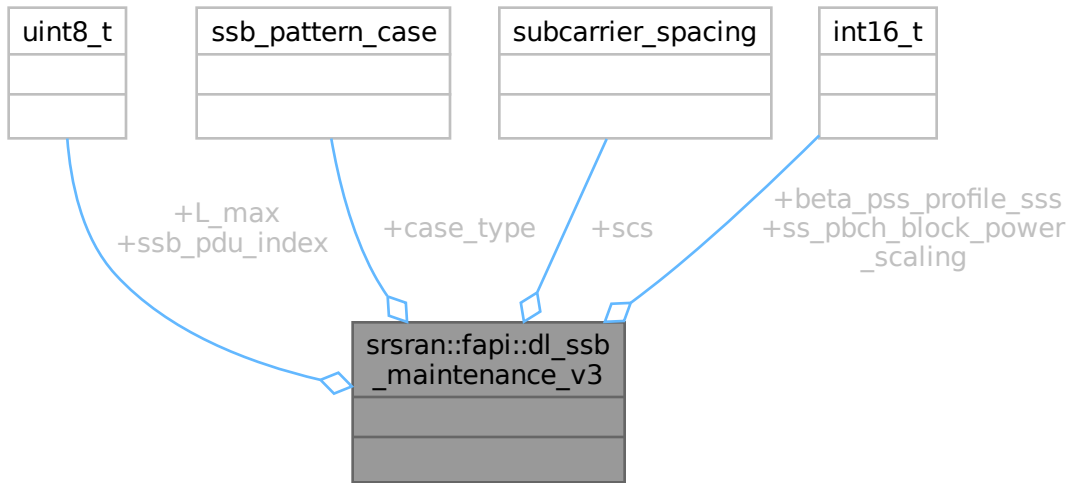 uint8_t
ssb_pattern_case
subcarrier_spacing
int16_t
+L_max
+ssb_pdu_index
+case_type
+scs
+beta_pss_profile_sss
+ss_pbch_block_power
_scaling
srsran::fapi::dl_ssb
_maintenance_v3